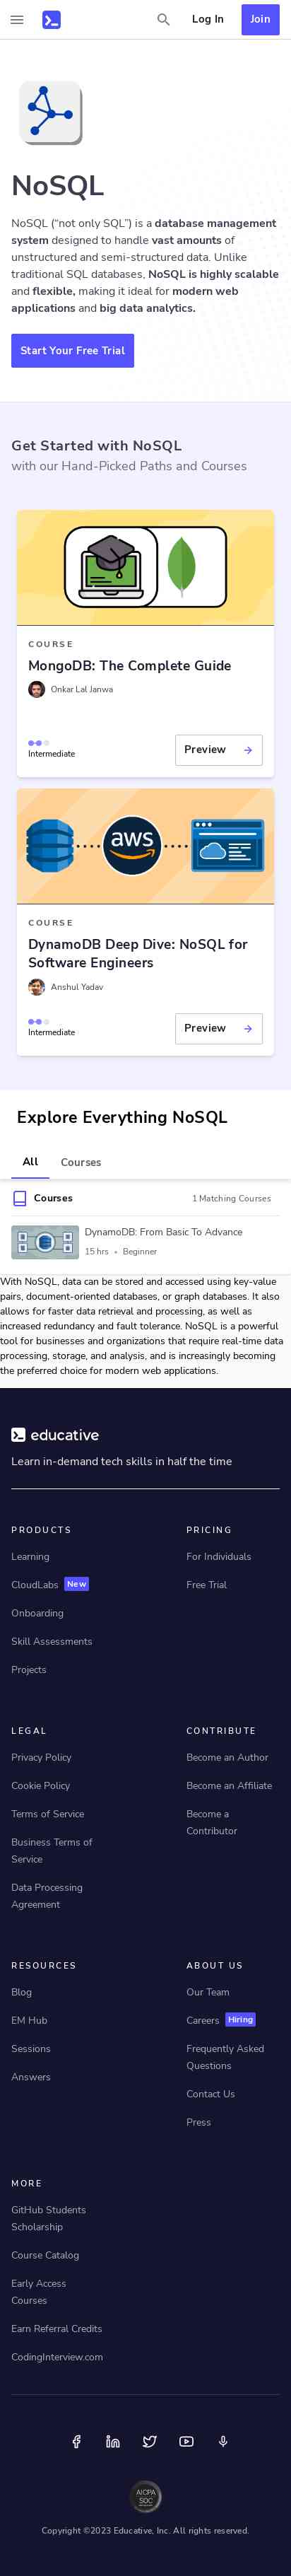 Log In
Join
NoSQL
NoSQL (“not only SQL”) is a database management
system designed to handle vast amounts of
unstructured and semi-structured data. Unlike
traditional SQL databases, NoSQL is highly scalable
and flexible, making it ideal for modern web
applications and big data analytics.
Start Your Free Trial
Get Started with NoSQL
with our Hand-Picked Paths and Courses
COURSE
MongoDB: The Complete Guide
Onkar Lal Janwa
Intermediate
Preview
aws
COURSE
DynamoDB Deep Dive: NoSQL for
Software Engineers
Anshul Yadav
Intermediate
Preview
Explore Everything NoSQL
All
Courses
Courses
1 Matching Courses
DynamoDB: From Basic To Advance
15 hrs • Beginner
With NoSQL, data can be stored and accessed using key-value
pairs, document-oriented databases, or graph databases. It also
allows for faster data retrieval and processing, as well as
increased redundancy and fault tolerance. NoSQL is a powerful
tool for businesses and organizations that require real-time data
processing, storage, and analysis, and is increasingly becoming
the preferred choice for modern web applications.
educative
Learn in-demand tech skills in half the time
PRODUCTS
Learning
CloudLabs New
Onboarding
Skill Assessments
Projects
PRICING
For Individuals
Free Trial
LEGAL
Privacy Policy
Cookie Policy
Terms of Service
Business Terms of
Service
Data Processing
Agreement
CONTRIBUTE
Become an Author
Become an Affiliate
Become a
Contributor
RESOURCES
Blog
EM Hub
Sessions
Answers
ABOUT US
Our Team
Careers Hiring
Frequently Asked
Questions
Contact Us
Press
MORE
GitHub Students
Scholarship
Course Catalog
Early Access
Courses
Earn Referral Credits
CodingInterview.com
AICPA
SOC
Copyright ©2023 Educative, Inc. All rights reserved.